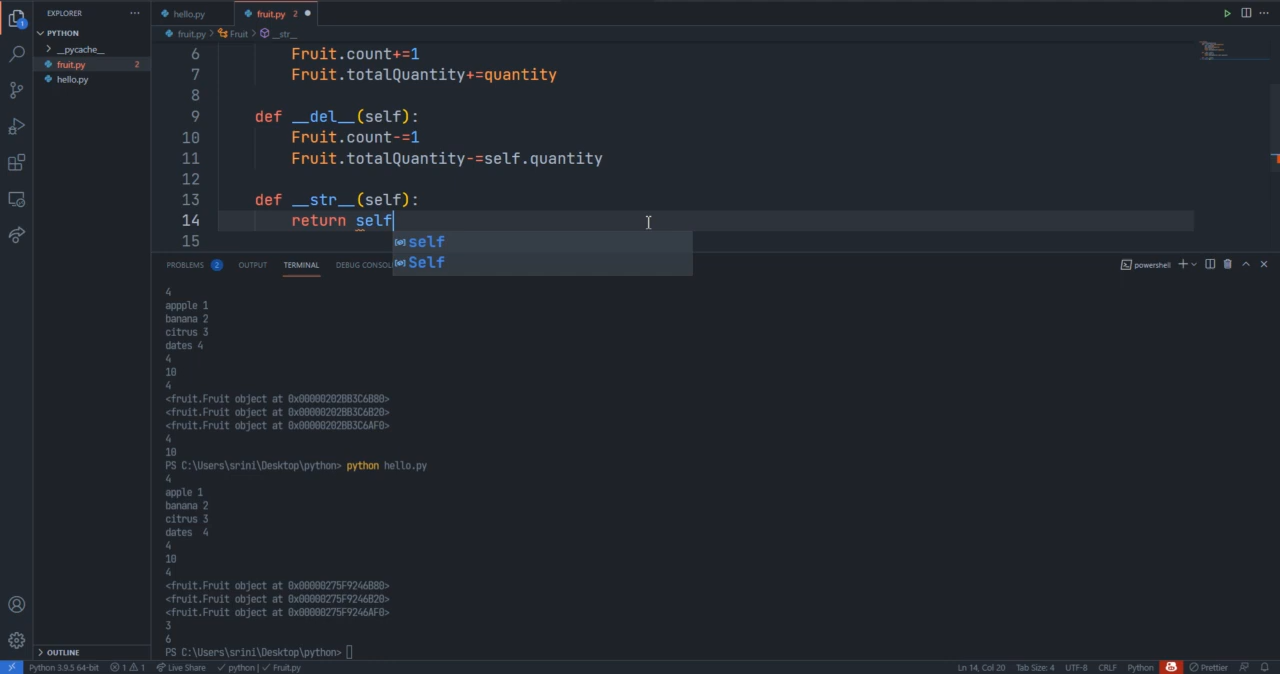 EXPLORER
···
hello.py
fruit.py 2
PYTHON
fruit.py > Fruit > __str__
__pycache__
fruit.py 2
hello.py
1
6 Fruit.count+=1
7 Fruit.totalQuantity+=quantity
8
9 def __del__(self):
10 Fruit.count-=1
11 Fruit.totalQuantity-=self.quantity
12
13 def __str__(self):
14 return self
15
self
Self
PROBLEMS 2 OUTPUT TERMINAL DEBUG CONSOL
powershell
4
appple 1
banana 2
citrus 3
dates 4
4
10
4
<fruit.Fruit object at 0x00000202BB3C6B80>
<fruit.Fruit object at 0x00000202BB3C6B20>
<fruit.Fruit object at 0x00000202BB3C6AF0>
4
10
PS C:\Users\srini\Desktop\python> python hello.py
4
apple 1
banana 2
citrus 3
dates  4
4
10
4
<fruit.Fruit object at 0x00000275F9246B80>
<fruit.Fruit object at 0x00000275F9246B20>
<fruit.Fruit object at 0x00000275F9246AF0>
3
6
PS C:\Users\srini\Desktop\python>
OUTLINE
Python 3.9.5 64-bit 1 1 Live Share python | Fruit.py Ln 14, Col 20 Tab Size: 4 UTF-8 CRLF Python Prettier